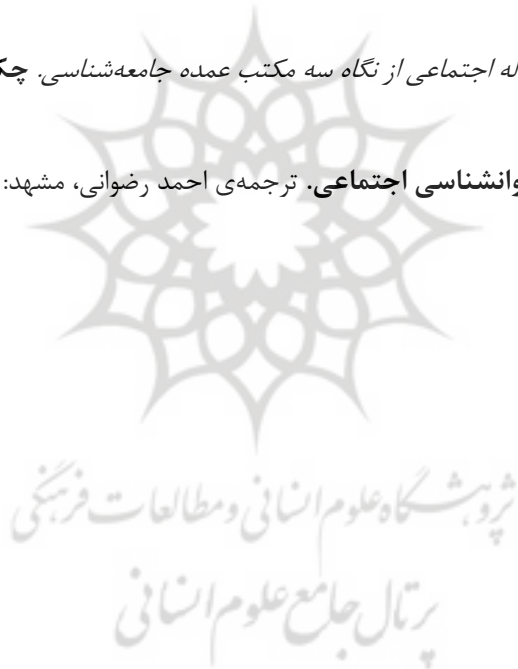 له اجتماعی از نگاه سه مکتب عمده جامعه‌شناسی. چک
وانشناسی اجتماعی. ترجمه‌ی احمد رضوانی، مشهد:
پژوهشگاه علوم انسانی و مطالعات فرهنگی
پرتال جامع علوم انسانی